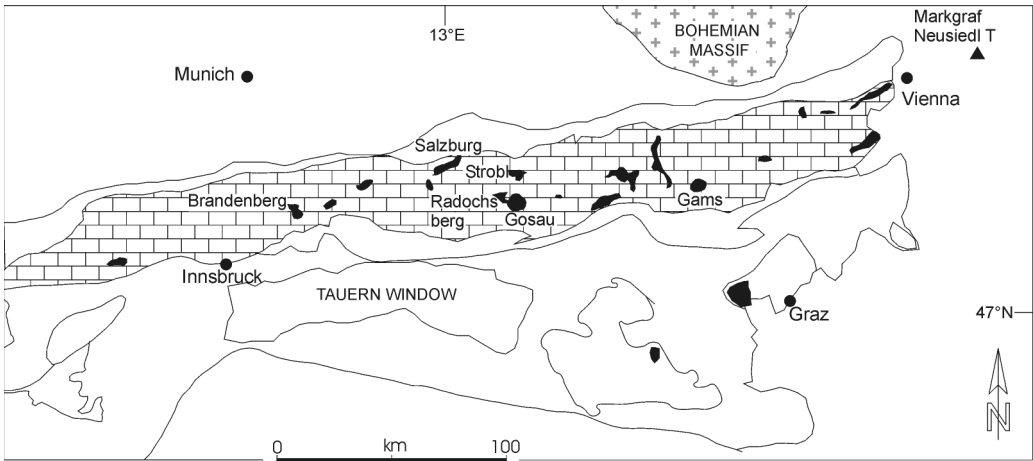 13°E
BOHEMIAN
MASSIF
Markgraf
Neusiedl T
Munich
Vienna
Salzburg
Strobl
Brandenberg
Radochs
berg
Gosau
Gams
Innsbruck
TAUERN WINDOW
Graz
47°N
N
0 km 100